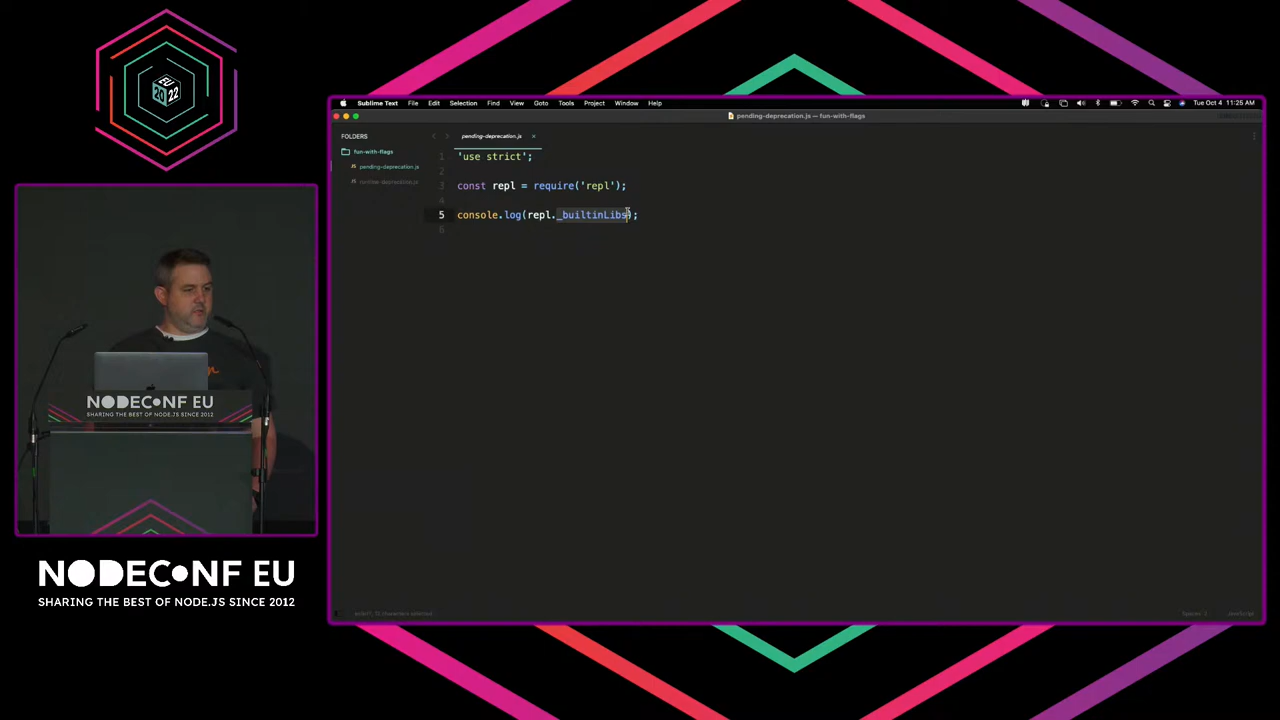 EU
20
22
NODECONF EU
SHARING THE BEST OF NODE.JS SINCE 2012
NODECONF EU
SHARING THE BEST OF NODE.JS SINCE 2012
Sublime Text File Edit Selection Find View Goto Tools Project Window Help Tue Oct 4 11:25 AM
pending-deprecation.js — fun-with-flags
FOLDERS
fun-with-flags
pending-deprecation.js
pending-deprecation.js ×
1 'use strict';
2
3 const repl = require('repl');
4
5 console.log(repl._builtinLibs);
6